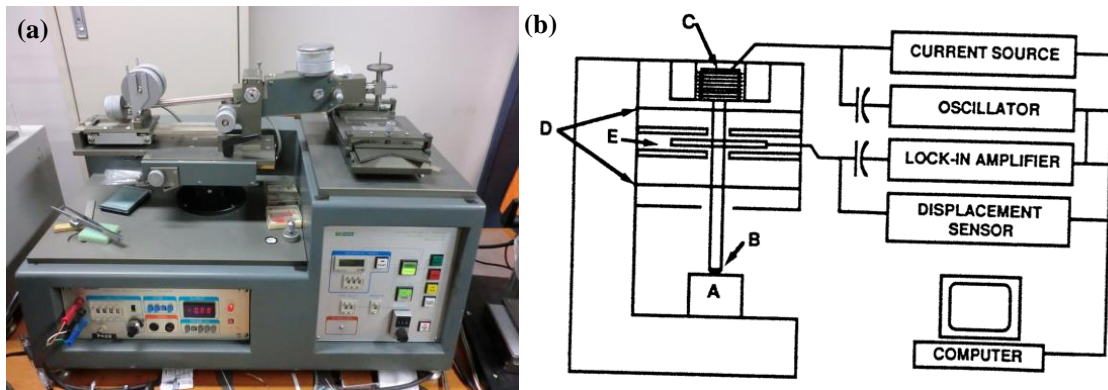 (a)
(b)
C
CURRENT SOURCE
OSCILLATOR
D
E
LOCK-IN AMPLIFIER
DISPLACEMENT
SENSOR
B
A
COMPUTER